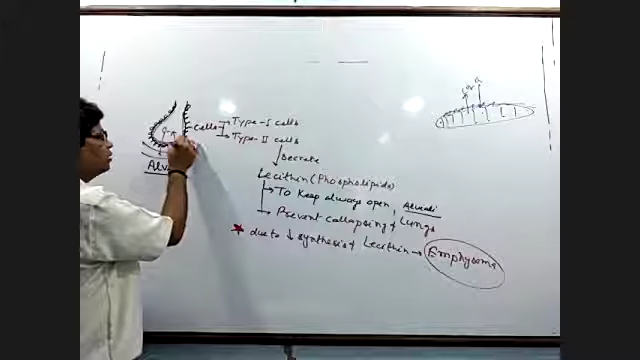 cells → Type-I cells
→ Type-II cells
↓ Secrete
Alv
Lecithin (Phospholipids)
→ To Keep always open, Alveoli
→ Prevent collapsing of Lungs
★ due to ↓ synthesis of Lecithin → Emphysema